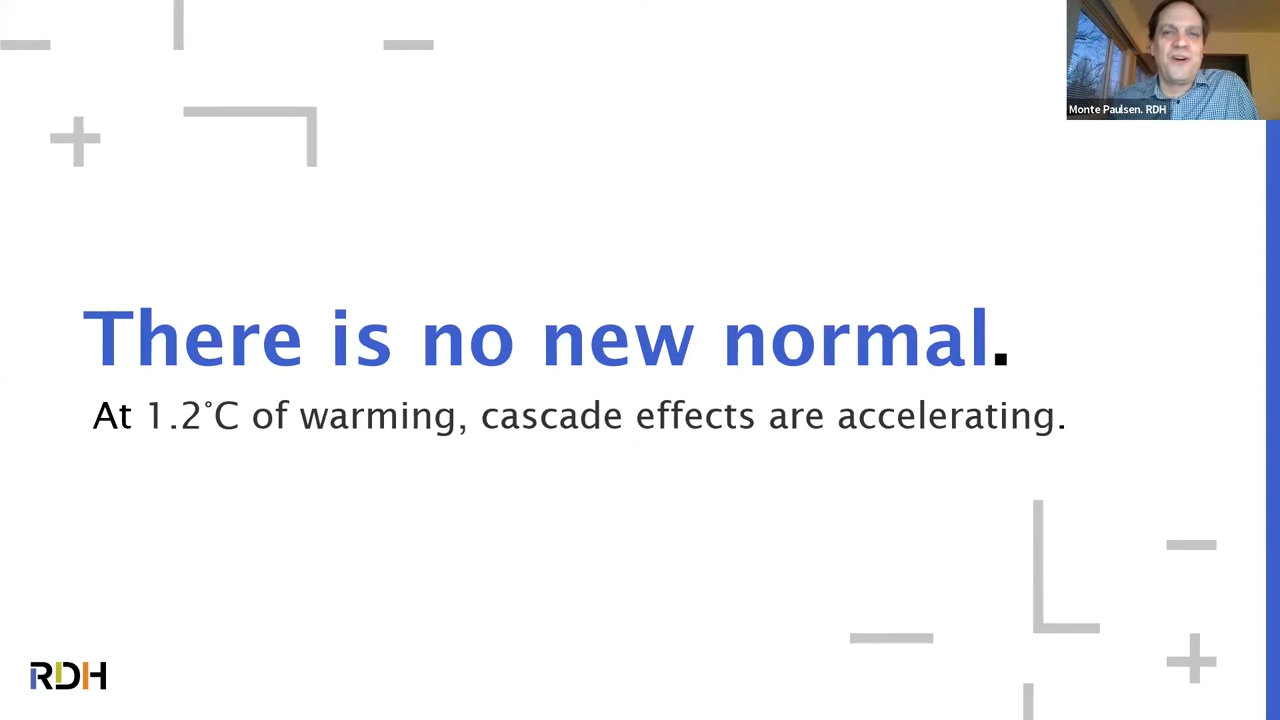 Monte Paulsen. RDH
There is no new normal.
At 1.2°C of warming, cascade effects are accelerating.
RDH